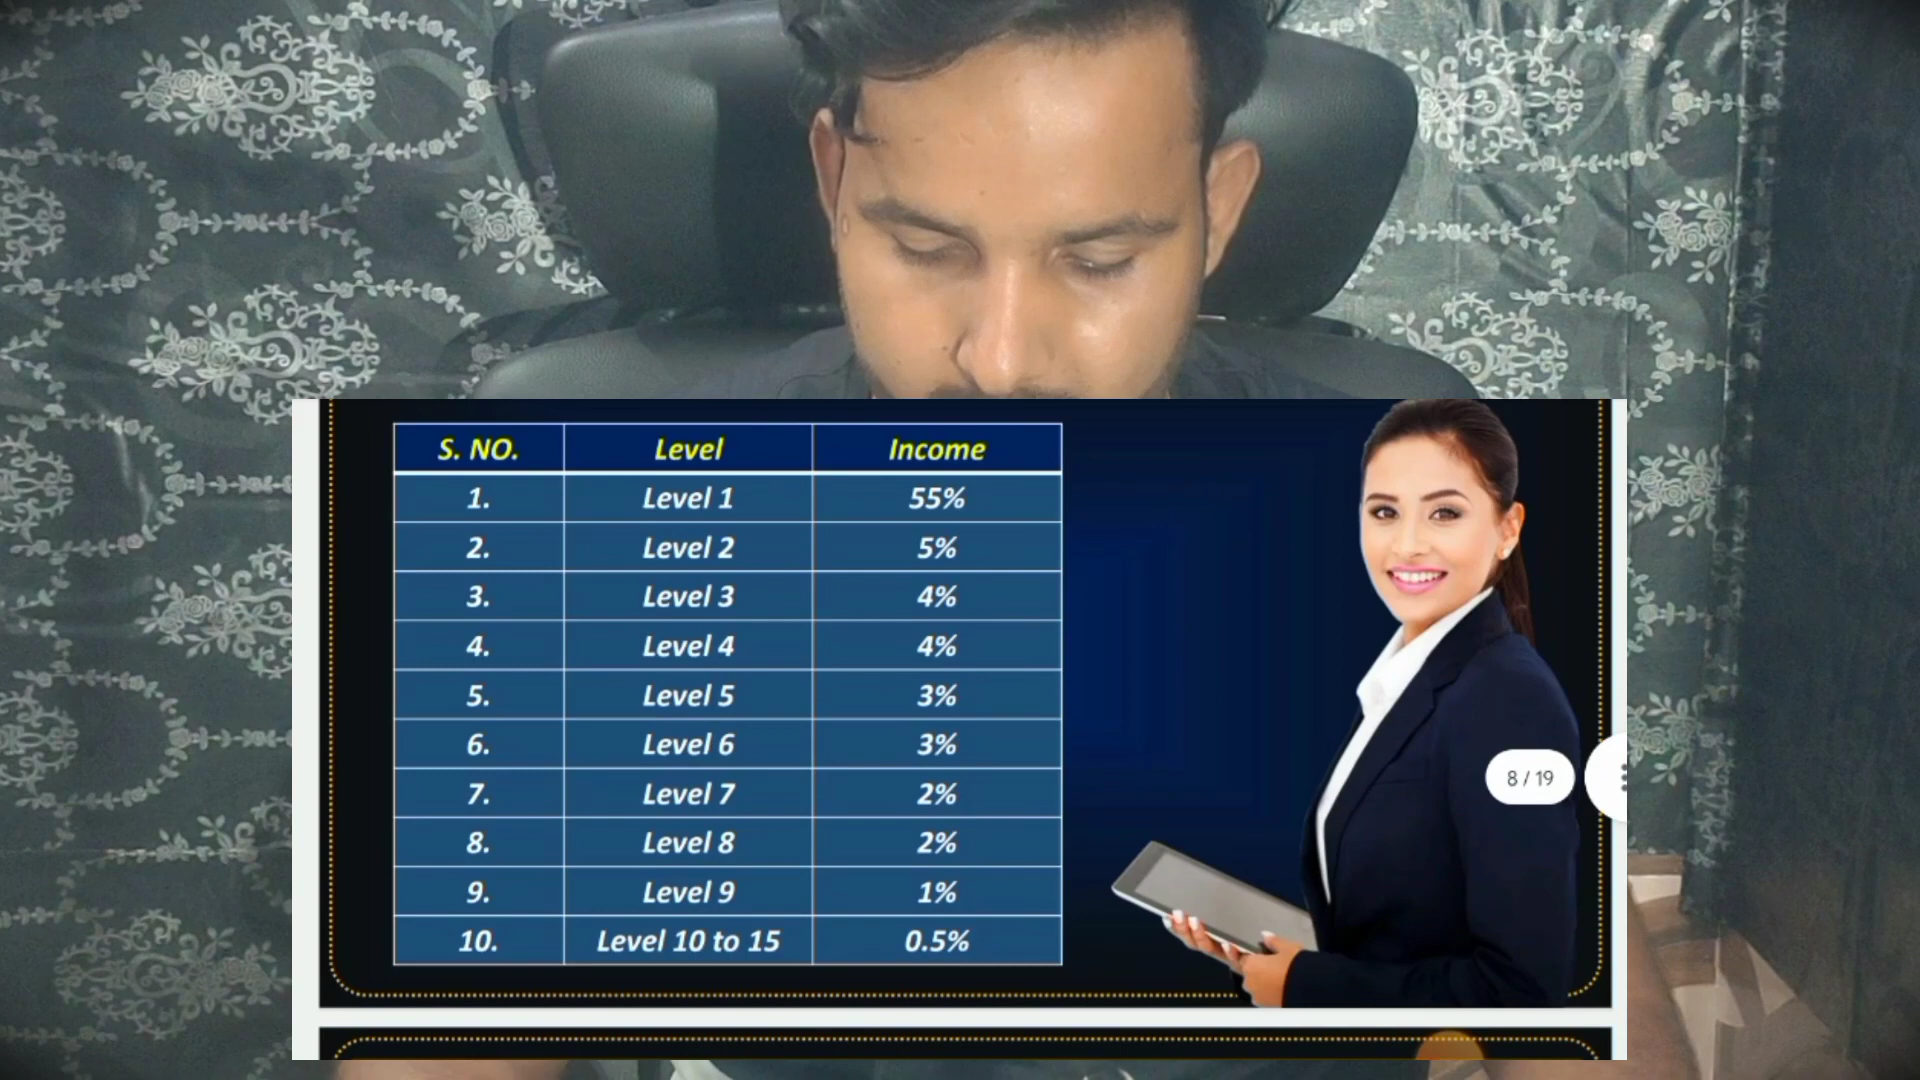 S. NO. Level Income
1. Level 1 55%
2. Level 2 5%
3. Level 3 4%
4. Level 4 4%
5. Level 5 3%
6. Level 6 3%
7. Level 7 2%
8. Level 8 2%
9. Level 9 1%
10. Level 10 to 15 0.5%
8 / 19